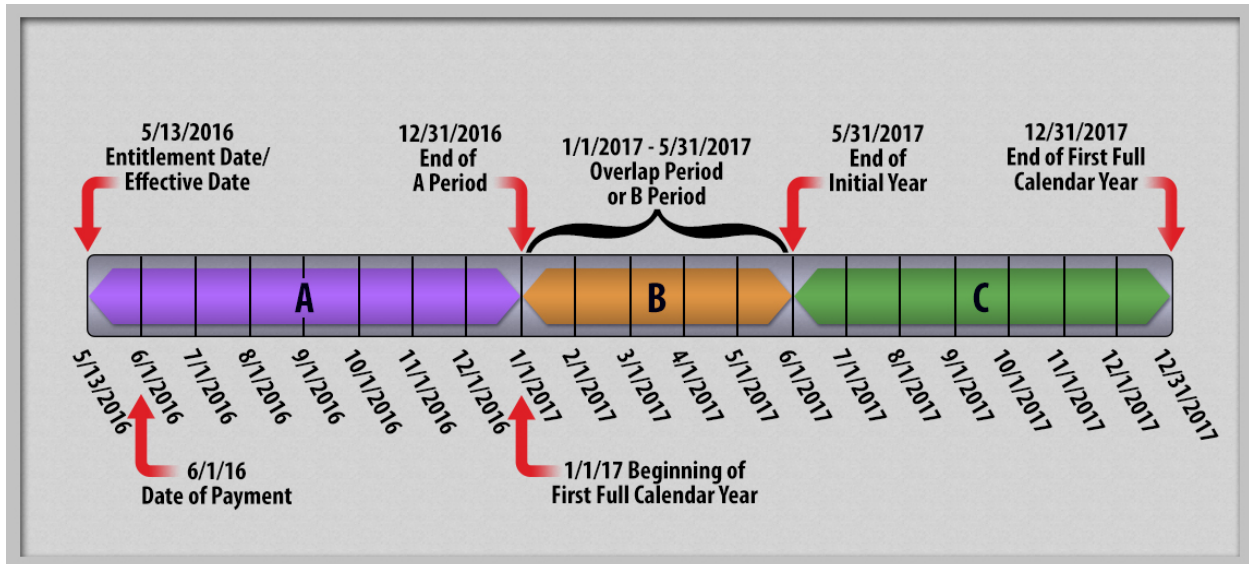 5/13/2016
Entitlement Date/
Effective Date
12/31/2016
End of
A Period
1/1/2017 - 5/31/2017
Overlap Period
or B Period
5/31/2017
End of
Initial Year
12/31/2017
End of First Full
Calendar Year
A
B
C
5/13/2016
6/1/2016
7/1/2016
8/1/2016
9/1/2016
10/1/2016
11/1/2016
12/1/2016
1/1/2017
2/1/2017
3/1/2017
4/1/2017
5/1/2017
6/1/2017
7/1/2017
8/1/2017
9/1/2017
10/1/2017
11/1/2017
12/1/2017
12/31/2017
6/1/16
Date of Payment
1/1/17 Beginning of
First Full Calendar Year